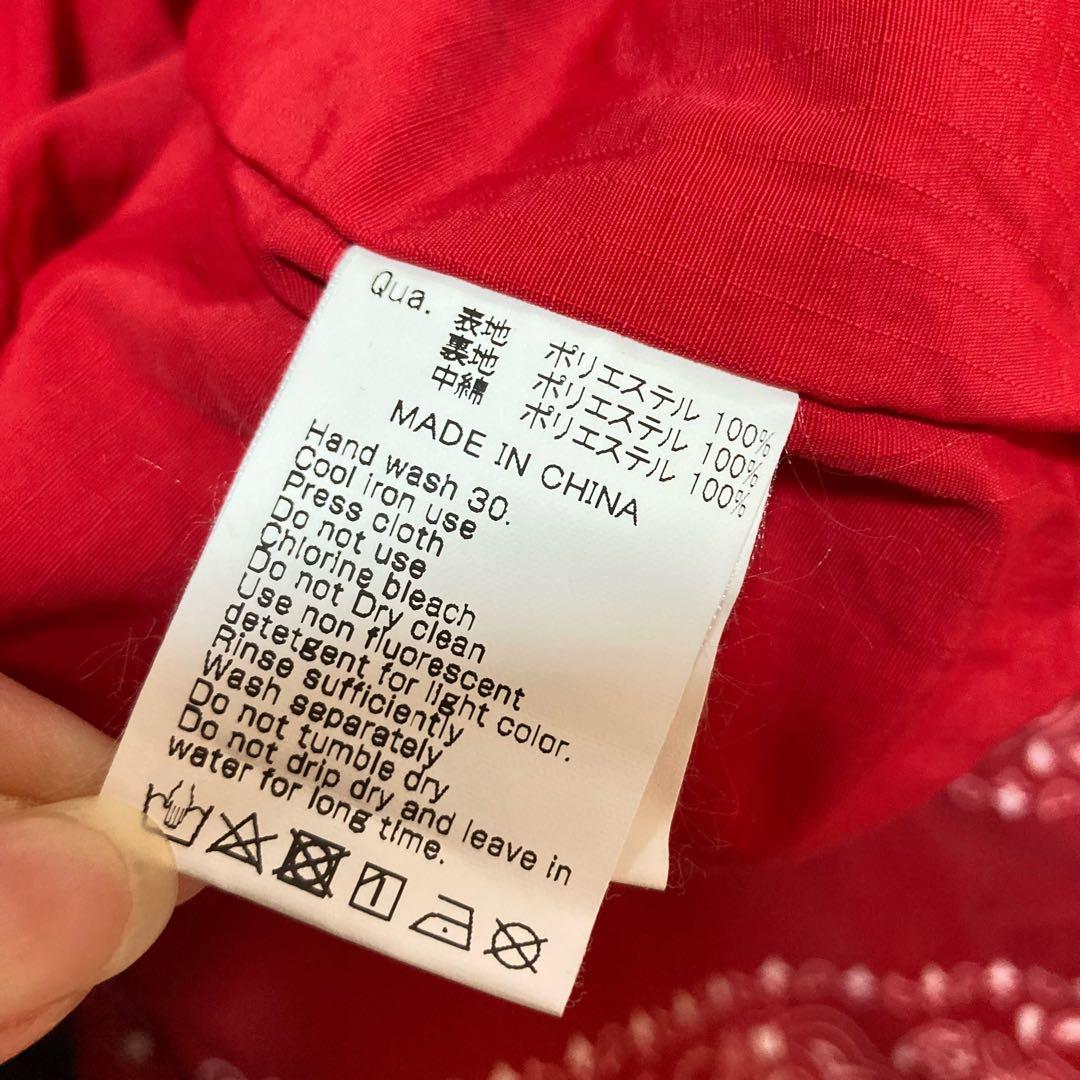 Qua.
表地 ポリエステル 100%
裏地 ポリエステル 100%
中綿 ポリエステル 100%
MADE IN CHINA
Hand wash 30.
Cool iron use
Press cloth
Do not use
Chlorine bleach
Do not Dry clean
Use non fluorescent
detetgent for light color.
Rinse sufficiently
Wash separately
Do not tumble dry
Do not drip dry and leave in
water for long time.